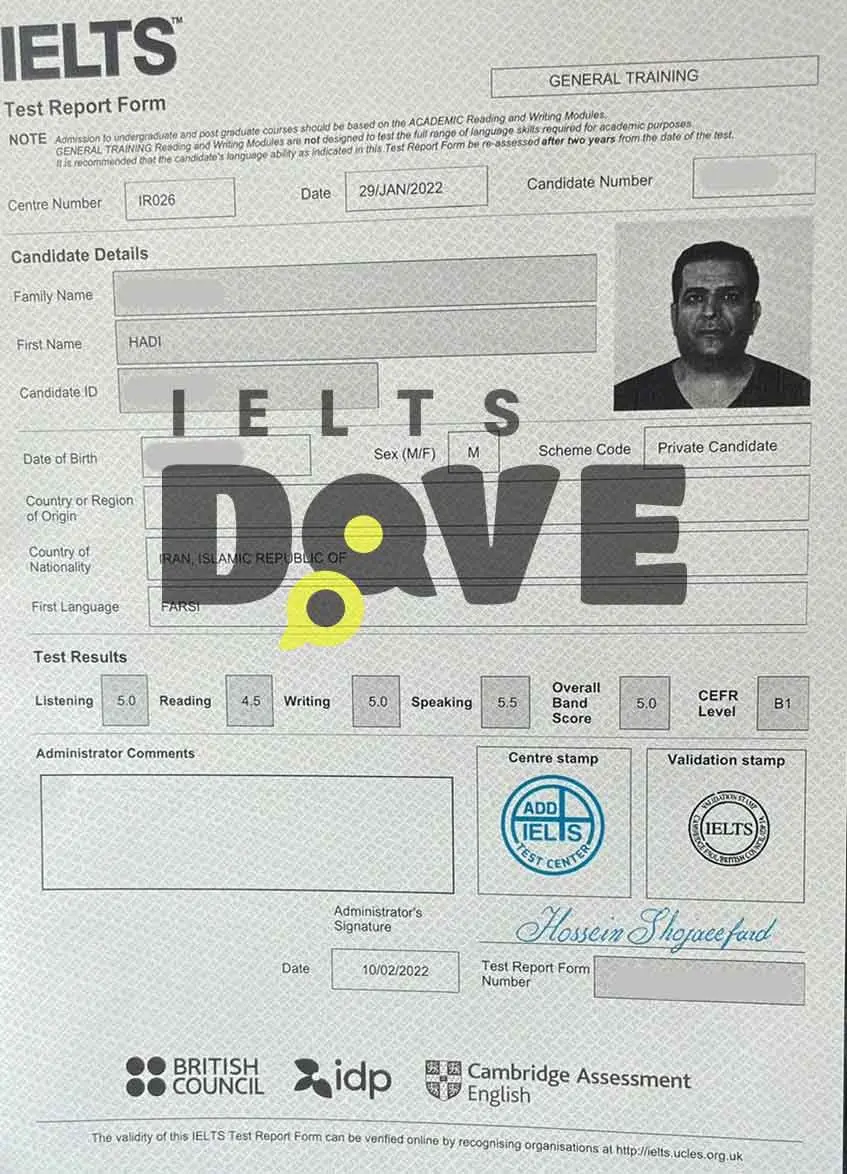 IELTS™
GENERAL TRAINING
Test Report Form
NOTE Admission to undergraduate and post graduate courses should be based on the ACADEMIC Reading and Writing Modules.
GENERAL TRAINING Reading and Writing Modules are not designed to test the full range of language skills required for academic purposes.
It is recommended that the candidate's language ability as indicated in this Test Report Form be re-assessed after two years from the date of the test.
Centre Number IR026 Date 29/JAN/2022 Candidate Number
Candidate Details
Family Name
First Name HADI
Candidate ID
IELTS
Date of Birth Sex (M/F) M Scheme Code Private Candidate
DOVE
Country or Region
of Origin
Country of
Nationality
IRAN, ISLAMIC REPUBLIC OF
First Language FARSI
Test Results
Listening 5.0 Reading 4.5 Writing 5.0 Speaking 5.5 Overall Band Score 5.0 CEFR Level B1
Administrator Comments
Centre stamp
Validation stamp
ADD
IELTS
TEST CENTER
VALIDATION STAMP
IELTS
Administrator's
Signature
Hossein Shojaeefard
Date 10/02/2022
Test Report Form
Number
BRITISH
COUNCIL
idp
Cambridge Assessment
English
The validity of this IELTS Test Report Form can be verified online by recognising organisations at http://ielts.ucles.org.uk